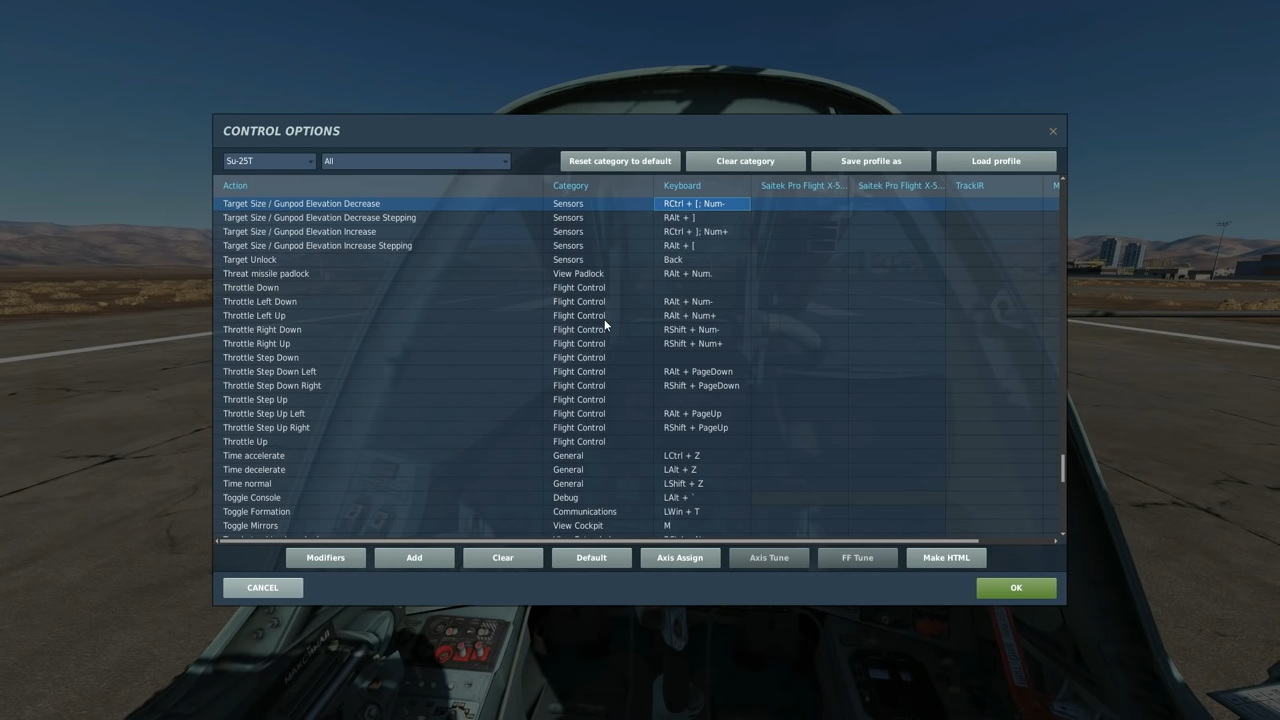 CONTROL OPTIONS ×
Su-25T All Reset category to default Clear category Save profile as Load profile
Action Category Keyboard Saitek Pro Flight X-5... Saitek Pro Flight X-5... TrackIR M
Target Size / Gunpod Elevation Decrease Sensors RCtrl + [; Num-
Target Size / Gunpod Elevation Decrease Stepping Sensors RAlt + ]
Target Size / Gunpod Elevation Increase Sensors RCtrl + ]; Num+
Target Size / Gunpod Elevation Increase Stepping Sensors RAlt + [
Target Unlock Sensors Back
Threat missile padlock View Padlock RAlt + Num.
Throttle Down Flight Control
Throttle Left Down Flight Control RAlt + Num-
Throttle Left Up Flight Control RAlt + Num+
Throttle Right Down Flight Control RShift + Num-
Throttle Right Up Flight Control RShift + Num+
Throttle Step Down Flight Control
Throttle Step Down Left Flight Control RAlt + PageDown
Throttle Step Down Right Flight Control RShift + PageDown
Throttle Step Up Flight Control
Throttle Step Up Left Flight Control RAlt + PageUp
Throttle Step Up Right Flight Control RShift + PageUp
Throttle Up Flight Control
Time accelerate General LCtrl + Z
Time decelerate General LAlt + Z
Time normal General LShift + Z
Toggle Console Debug LAlt + `
Toggle Formation Communications LWin + T
Toggle Mirrors View Cockpit M
Modifiers Add Clear Default Axis Assign Axis Tune FF Tune Make HTML
CANCEL OK